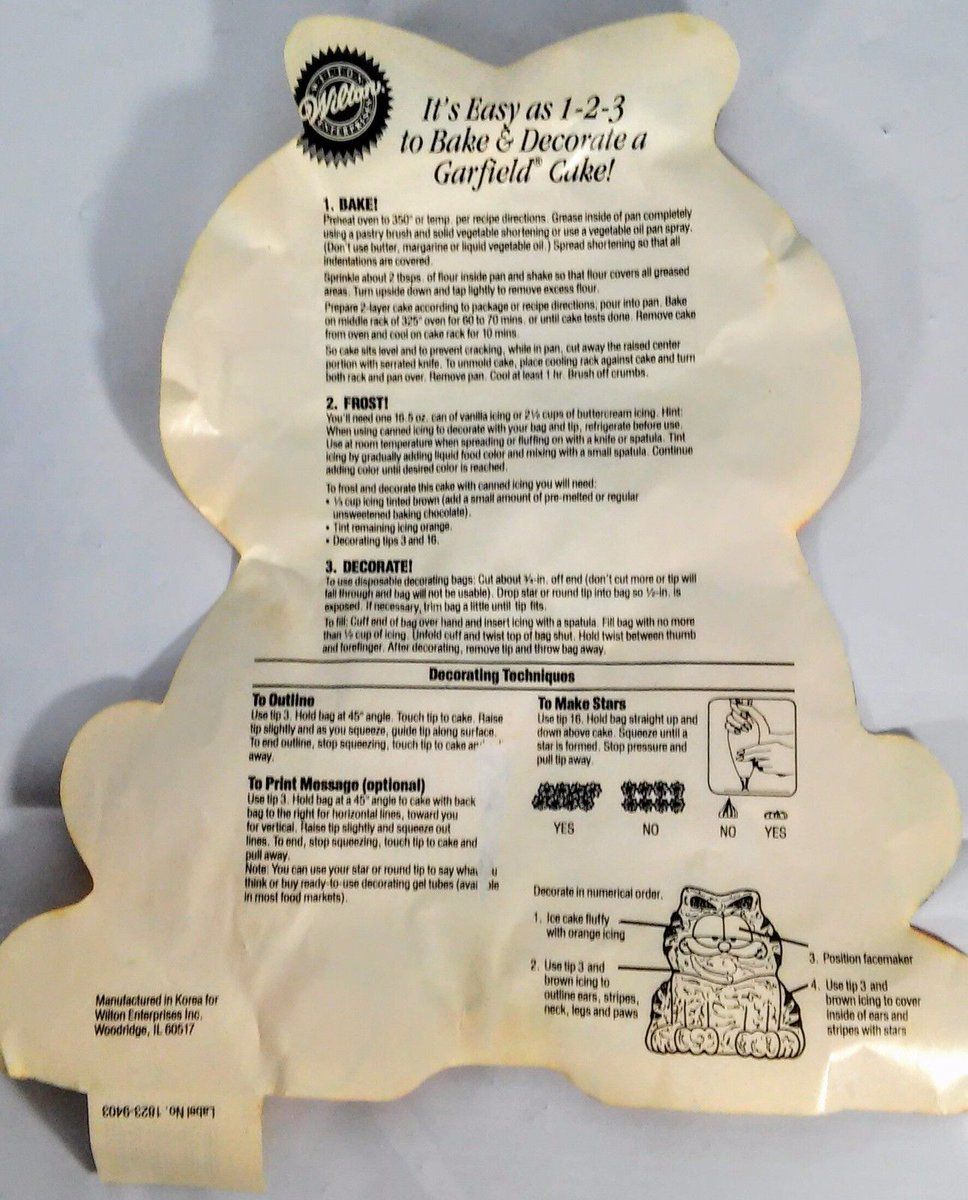 WILTON
Wilton
ENTERPRISES
It's Easy as 1-2-3
to Bake & Decorate a
Garfield® Cake!
1. BAKE!
Preheat oven to 350° or temp. per recipe directions. Grease inside of pan completely
using a pastry brush and solid vegetable shortening or use a vegetable oil pan spray.
(Don't use butter, margarine or liquid vegetable oil.) Spread shortening so that all
indentations are covered.
Sprinkle about 2 tbsps. of flour inside pan and shake so that flour covers all greased
areas. Turn upside down and tap lightly to remove excess flour.
Prepare 2-layer cake according to package or recipe directions; pour into pan. Bake
on middle rack of 325° oven for 60 to 70 mins. or until cake tests done. Remove cake
from oven and cool on cake rack for 10 mins.
So cake sits level and to prevent cracking, while in pan, cut away the raised center
portion with serrated knife. To unmold cake, place cooling rack against cake and turn
both rack and pan over. Remove pan. Cool at least 1 hr. Brush off crumbs.
2. FROST!
You'll need one 16.5 oz. can of vanilla icing or 2½ cups of buttercream icing. Hint:
When using canned icing to decorate with your bag and tip, refrigerate before use.
Use at room temperature when spreading or fluffing on with a knife or spatula. Tint
icing by gradually adding liquid food color and mixing with a small spatula. Continue
adding color until desired color is reached.
To frost and decorate this cake with canned icing you will need:
• ⅓ cup icing tinted brown (add a small amount of pre-melted or regular
unsweetened baking chocolate).
• Tint remaining icing orange.
• Decorating tips 3 and 16.
3. DECORATE!
To use disposable decorating bags: Cut about ¾-in. off end (don't cut more or tip will
fall through and bag will not be usable). Drop star or round tip into bag so ½-in. is
exposed. If necessary, trim bag a little until tip fits.
To fill: Cuff end of bag over hand and insert icing with a spatula. Fill bag with no more
than ½ cup of icing. Unfold cuff and twist top of bag shut. Hold twist between thumb
and forefinger. After decorating, remove tip and throw bag away.
Decorating Techniques
To Outline
Use tip 3. Hold bag at 45° angle. Touch tip to cake. Raise
tip slightly and as you squeeze, guide tip along surface.
To end outline, stop squeezing, touch tip to cake an
away.
To Print Message (optional)
Use tip 3. Hold bag at a 45° angle to cake with back
bag to the right for horizontal lines, toward you
for vertical. Raise tip slightly and squeeze out
lines. To end, stop squeezing, touch tip to cake and
pull away.
Note: You can use your star or round tip to say what u
think or buy ready-to-use decorating gel tubes (avai le
in most food markets).
To Make Stars
Use tip 16. Hold bag straight up and
down above cake. Squeeze until a
star is formed. Stop pressure and
pull tip away.
YES
NO
NO
YES
Decorate in numerical order.
1. Ice cake fluffy
with orange icing
2. Use tip 3 and
brown icing to
outline ears, stripes,
neck, legs and paws
3. Position facemaker
4. Use tip 3 and
brown icing to cover
inside of ears and
stripes with stars
Manufactured in Korea for
Wilton Enterprises Inc.
Woodridge, IL 60517
Label No. 1823-9403